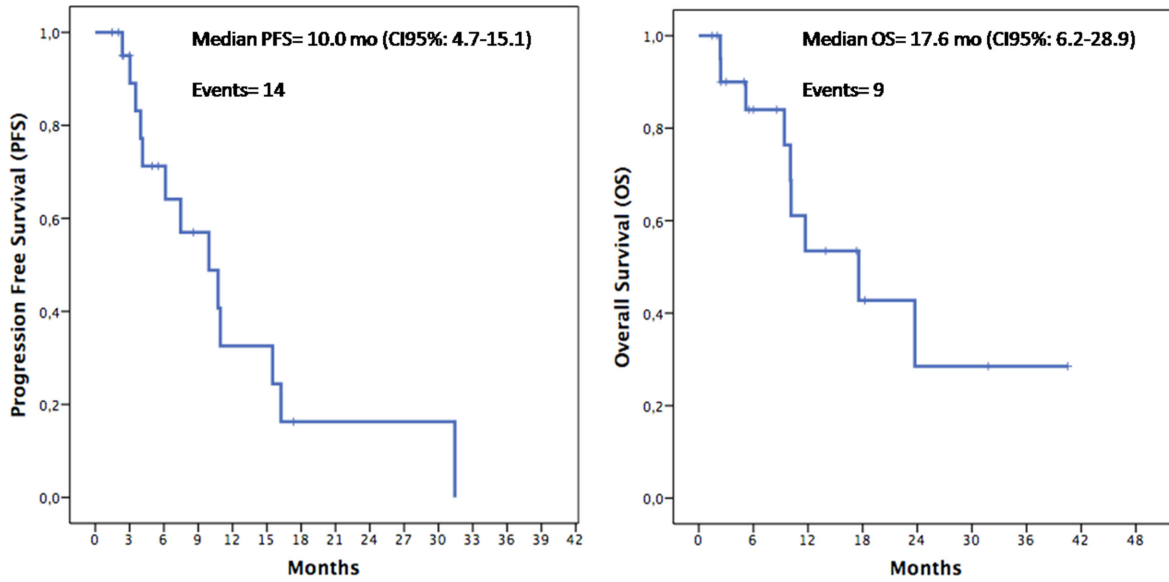 Median PFS= 10.0 mo (CI95%: 4.7-15.1)
Events= 14
Progression Free Survival (PFS)
1,0
0,8
0,6
0,4
0,2
0,0
0 3 6 9 12 15 18 21 24 27 30 33 36 39 42
Months
Median OS= 17.6 mo (CI95%: 6.2-28.9)
Events= 9
Overall Survival (OS)
1,0
0,8
0,6
0,4
0,2
0,0
0 6 12 18 24 30 36 42 48
Months